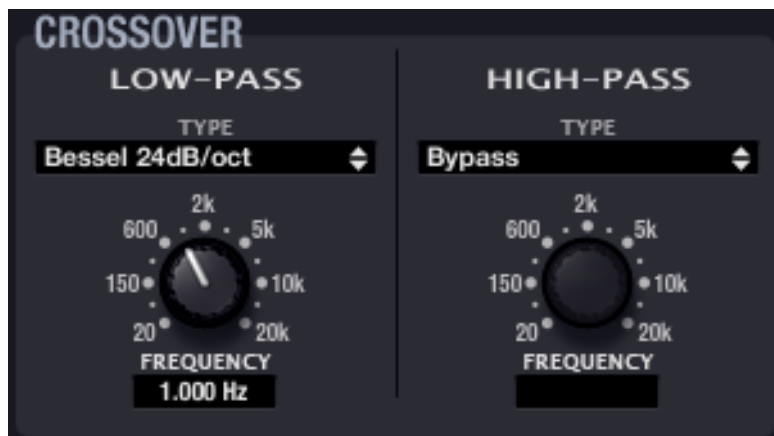 CROSSOVER
LOW-PASS
TYPE
Bessel 24dB/oct
2k
600
5k
150
10k
20
20k
FREQUENCY
1.000 Hz
HIGH-PASS
TYPE
Bypass
2k
600
5k
150
10k
20
20k
FREQUENCY